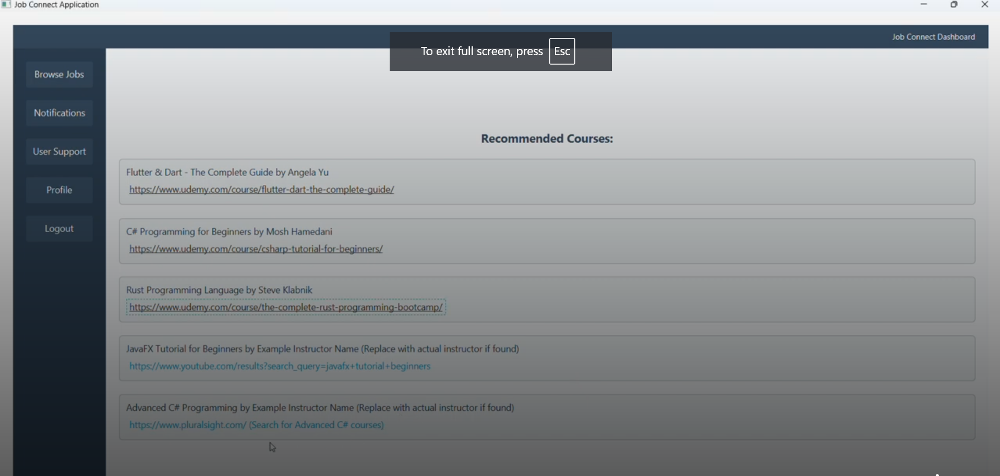 Job Connect Application
Job Connect Dashboard
To exit full screen, press Esc
Browse Jobs
Notifications
User Support
Profile
Logout
Recommended Courses:
Flutter & Dart - The Complete Guide by Angela Yu
https://www.udemy.com/course/flutter-dart-the-complete-guide/
C# Programming for Beginners by Mosh Hamedani
https://www.udemy.com/course/csharp-tutorial-for-beginners/
Rust Programming Language by Steve Klabnik
https://www.udemy.com/course/the-complete-rust-programming-bootcamp/
JavaFX Tutorial for Beginners by Example Instructor Name (Replace with actual instructor if found)
https://www.youtube.com/results?search_query=javafx+tutorial+beginners
Advanced C# Programming by Example Instructor Name (Replace with actual instructor if found)
https://www.pluralsight.com/ (Search for Advanced C# courses)